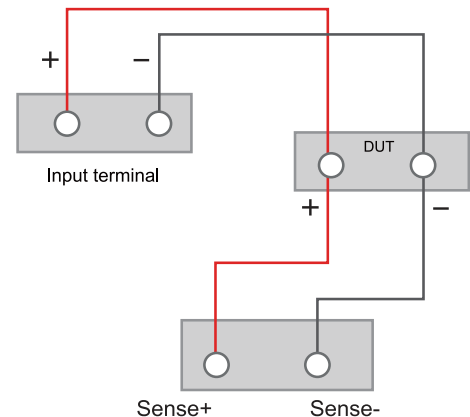 + −
Input terminal
DUT
+ −
Sense+ Sense-